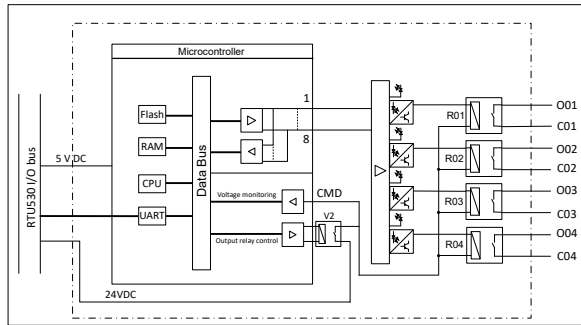 Microcontroller
Flash
RAM
CPU
UART
Data Bus
RTU530 I/O bus
5 V DC
24VDC
1
8
Voltage monitoring
CMD
Output relay control
V2
R01
R02
R03
R04
O01
C01
O02
C02
O03
C03
O04
C04